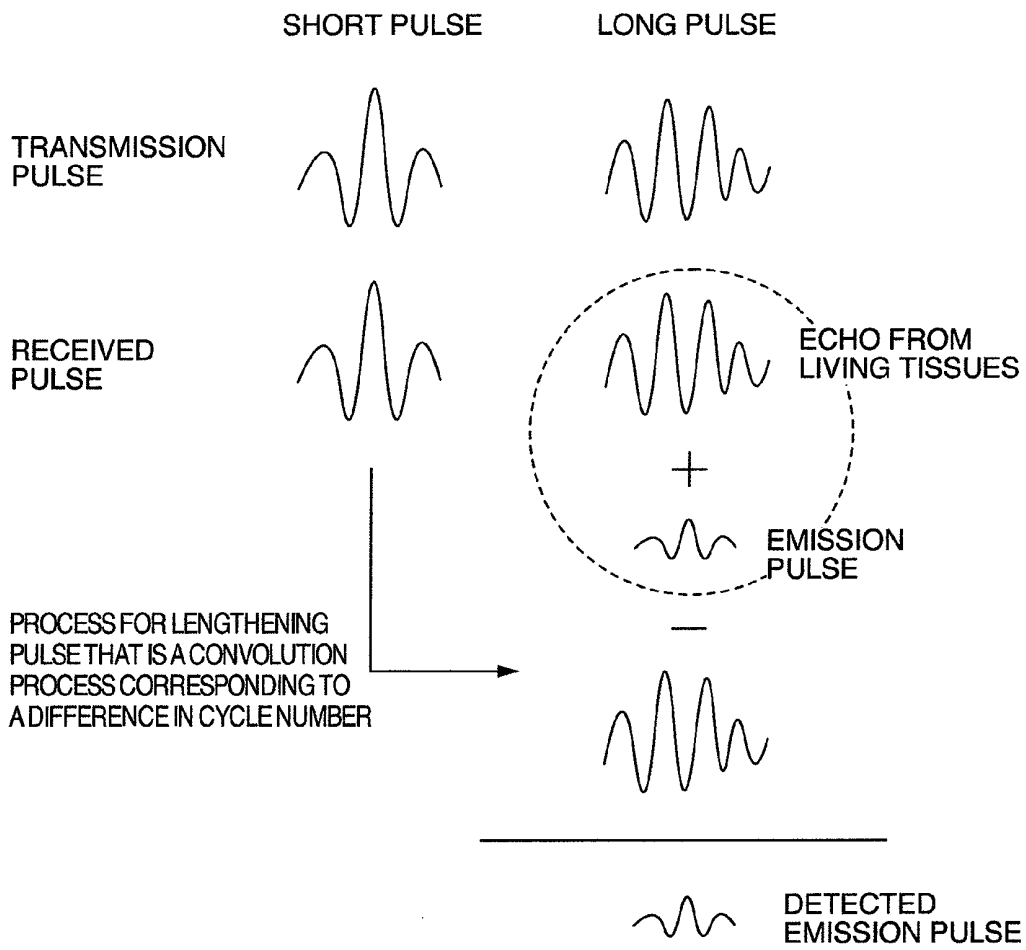 SHORT PULSE
LONG PULSE
TRANSMISSION
PULSE
RECEIVED
PULSE
ECHO FROM
LIVING TISSUES
+
EMISSION
PULSE
−
PROCESS FOR LENGTHENING
PULSE THAT IS A CONVOLUTION
PROCESS CORRESPONDING TO
A DIFFERENCE IN CYCLE NUMBER
DETECTED
EMISSION PULSE